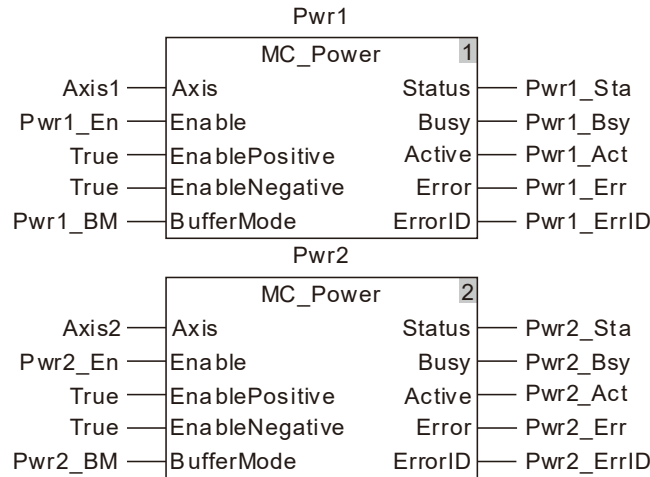 Pwr1
MC_Power 1
Axis1 Axis Status Pwr1_Sta
Pwr1_En Enable Busy Pwr1_Bsy
True EnablePositive Active Pwr1_Act
True EnableNegative Error Pwr1_Err
Pwr1_BM BufferMode ErrorID Pwr1_ErrID
Pwr2
MC_Power 2
Axis2 Axis Status Pwr2_Sta
Pwr2_En Enable Busy Pwr2_Bsy
True EnablePositive Active Pwr2_Act
True EnableNegative Error Pwr2_Err
Pwr2_BM BufferMode ErrorID Pwr2_ErrID